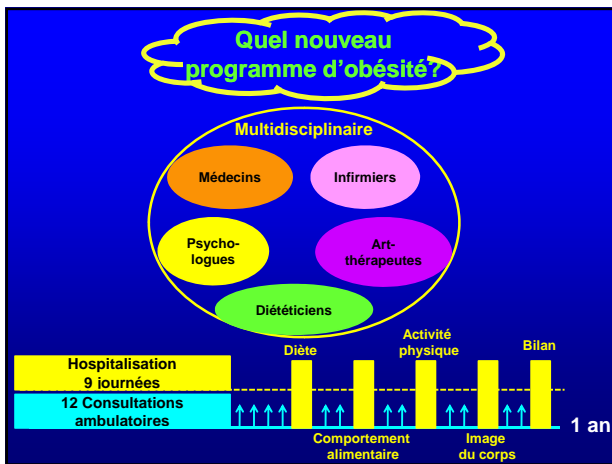 Quel nouveau
programme d'obésité?
Multidisciplinaire
Médecins
Infirmiers
Psycho-
logues
Art-
thérapeutes
Diététiciens
Hospitalisation
9 journées
12 Consultations
ambulatoires
Diète
Comportement
alimentaire
Activité
physique
Image
du corps
Bilan
1 an